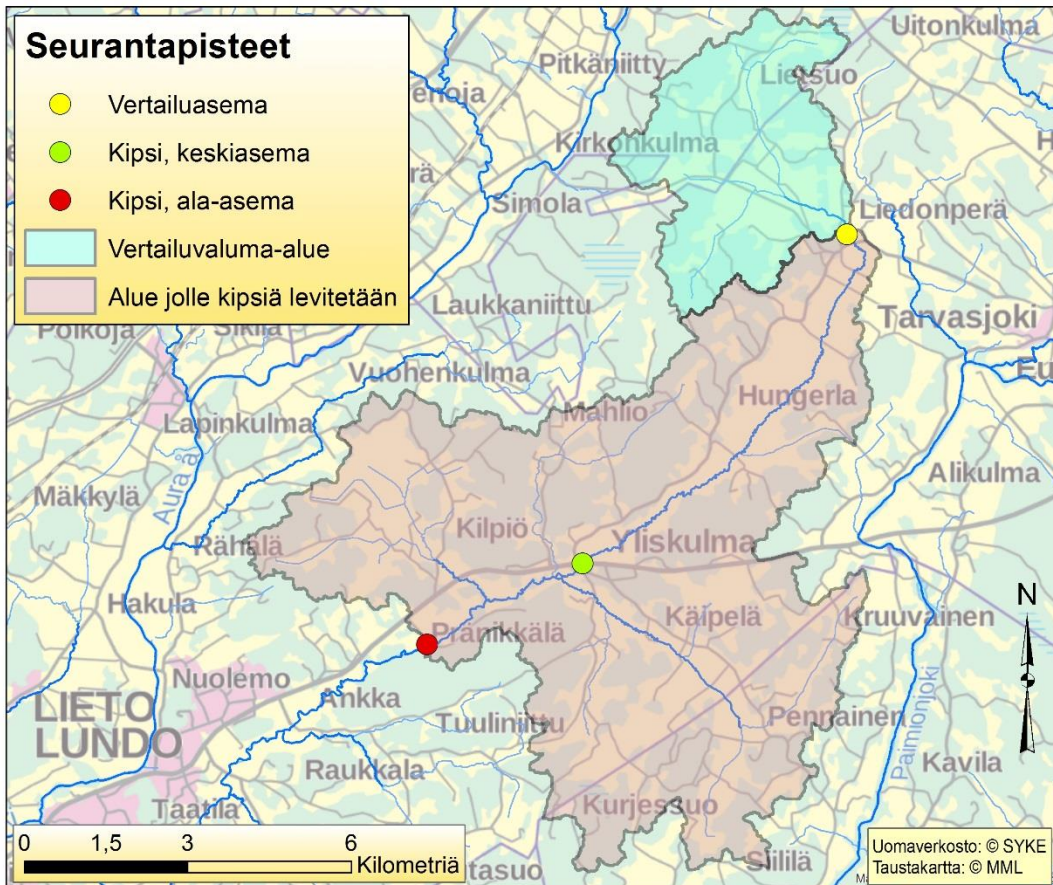 Seurantapisteet
Vertailuasema
Kipsi, keskiasema
Kipsi, ala-asema
Vertailuvaluma-alue
Alue jolle kipsiä levitetään
Uitonkulma
Pitkäniitty
Lietsuo
Kirkonkulma
Simola
Liedonperä
Laukkaniittu
Tarvasjoki
Vuohenkulma
Mahlio
Hungerla
Lapinkulma
Aura å
Mäkkylä
Alikulma
Kilpiö
Yliskulma
Rähälä
Hakula
Käipelä
Kruuvainen
Pränikkälä
N
Nuolemo
Ankka
LIETO
LUNDO
Tuuliniittu
Pennainen
Paimionjoki
Raukkala
Kavila
Taatila
Kurjessuo
Siililä
0 1,5 3 6
Kilometriä
Uomaverkosto: © SYKE
Taustakartta: © MML